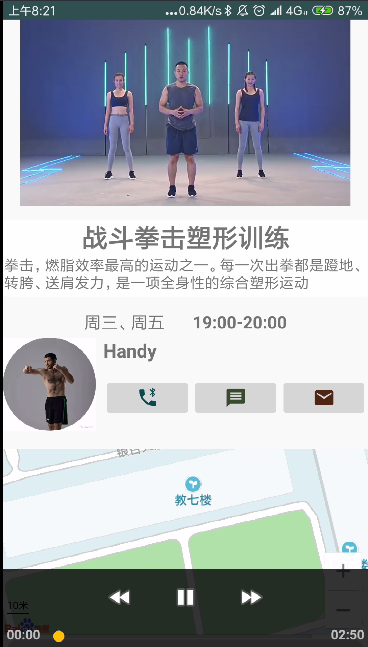 上午8:21 ...0.84K/s 4G 87%
战斗拳击塑形训练
拳击，燃脂效率最高的运动之一。每一次出拳都是蹬地、
转胯、送肩发力，是一项全身性的综合塑形运动
周三、周五 19:00-20:00
Handy
教七楼
10米
00:00 02:50